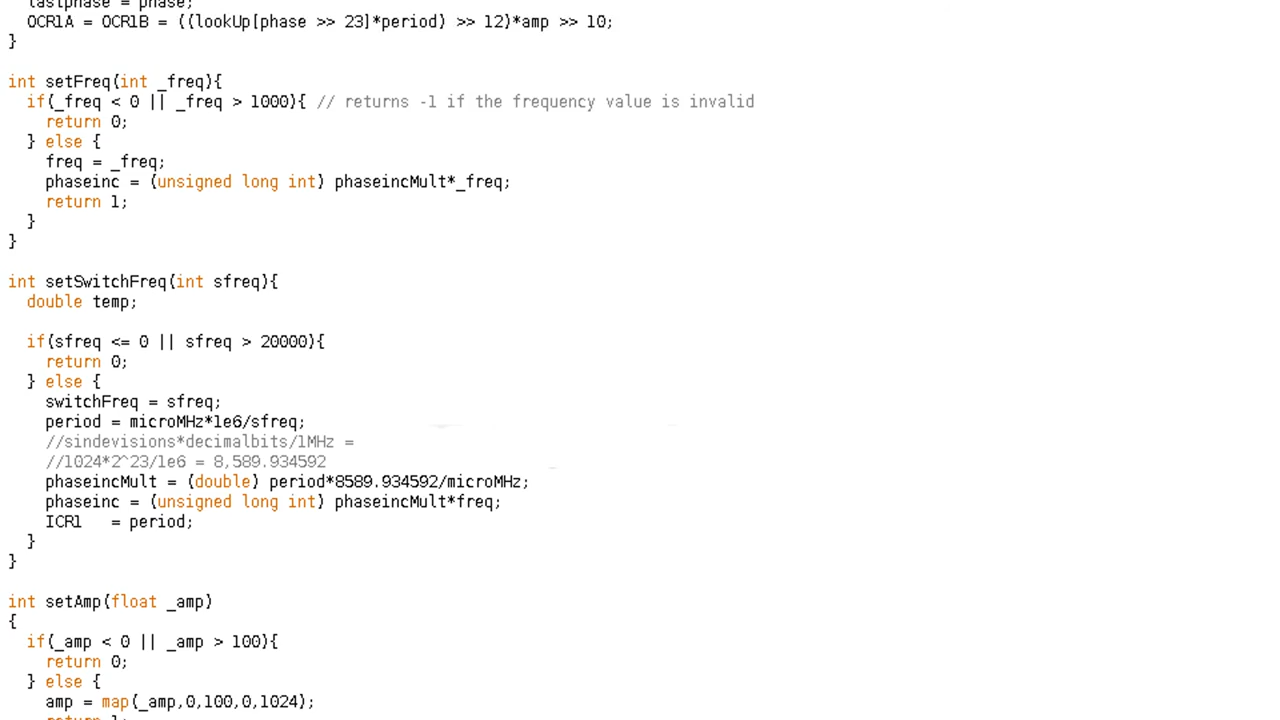 lastphase = phase;
OCR1A = OCR1B = ((lookUp[phase >> 23]*period) >> 12)*amp >> 10;
}
int setFreq(int _freq){
if(_freq < 0 || _freq > 1000){ // returns -1 if the frequency value is invalid
return 0;
} else {
freq = _freq;
phaseinc = (unsigned long int) phaseincMult*_freq;
return 1;
}
}
int setSwitchFreq(int sfreq){
double temp;
if(sfreq <= 0 || sfreq > 20000){
return 0;
} else {
switchFreq = sfreq;
period = microMHz*1e6/sfreq;
//sindevisions*decimalbits/1MHz =
//1024*2^23/1e6 = 8,589.934592
phaseincMult = (double) period*8589.934592/microMHz;
phaseinc = (unsigned long int) phaseincMult*freq;
ICR1   = period;
}
}
int setAmp(float _amp)
{
if(_amp < 0 || _amp > 100){
return 0;
} else {
amp = map(_amp,0,100,0,1024);
return 1;